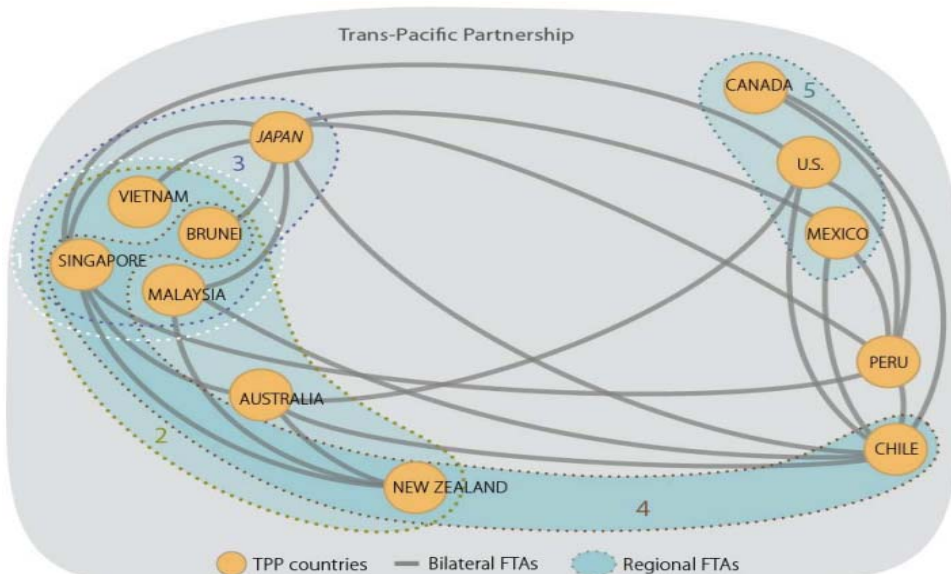 Trans-Pacific Partnership
CANADA
5
JAPAN
U.S.
3
VIETNAM
BRUNEI
MEXICO
1
SINGAPORE
MALAYSIA
PERU
AUSTRALIA
2
CHILE
NEW ZEALAND
4
TPP countries
Bilateral FTAs
Regional FTAs